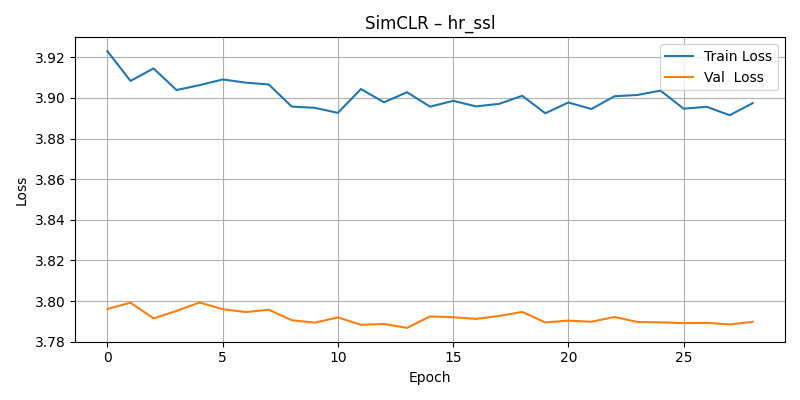 SimCLR – hr_ssl
Train Loss
Val  Loss
3.92
3.90
3.88
3.86
3.84
3.82
3.80
3.78
Loss
0 5 10 15 20 25
Epoch